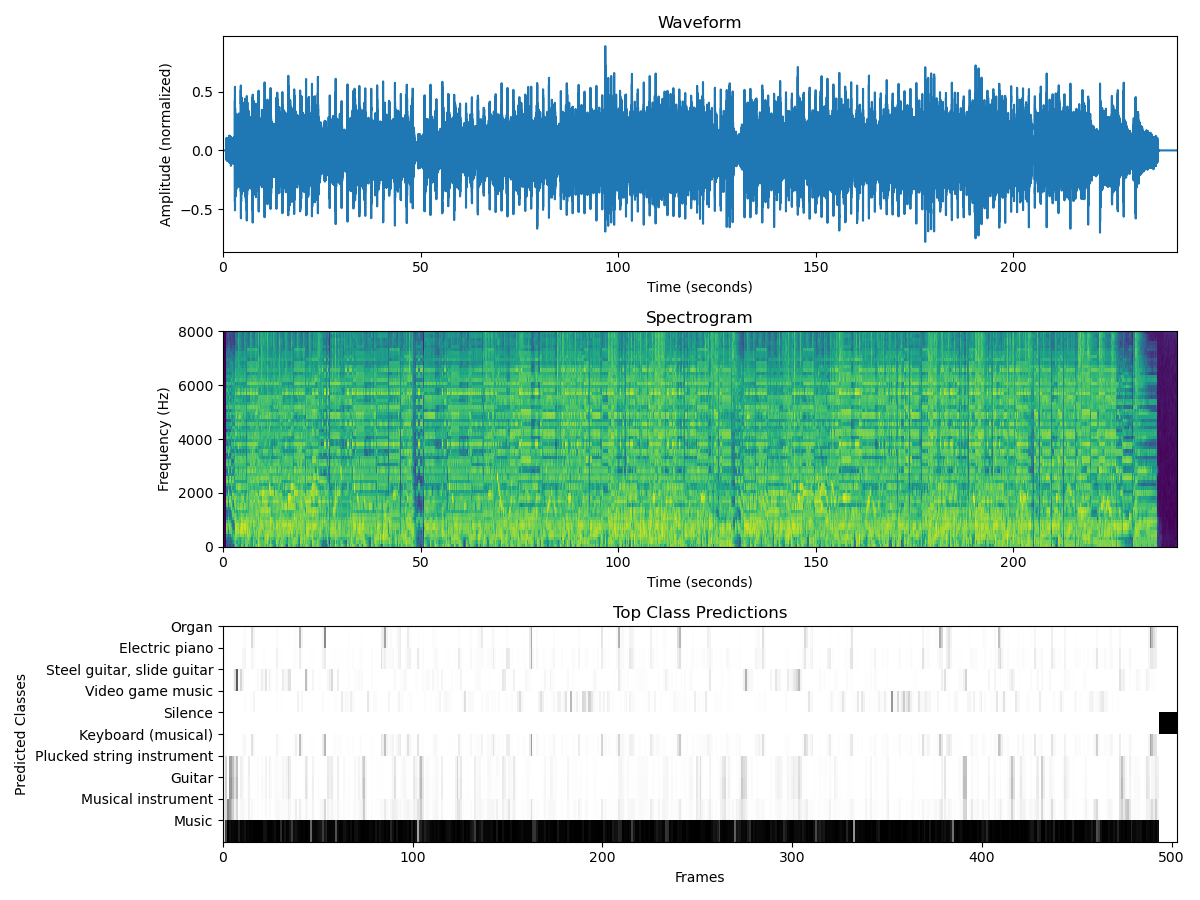 Waveform
Amplitude (normalized)
0.5
0.0
−0.5
0 50 100 150 200
Time (seconds)
Spectrogram
Frequency (Hz)
8000
6000
4000
2000
0
0 50 100 150 200
Time (seconds)
Top Class Predictions
Predicted Classes
Organ
Electric piano
Steel guitar, slide guitar
Video game music
Silence
Keyboard (musical)
Plucked string instrument
Guitar
Musical instrument
Music
0 100 200 300 400 500
Frames